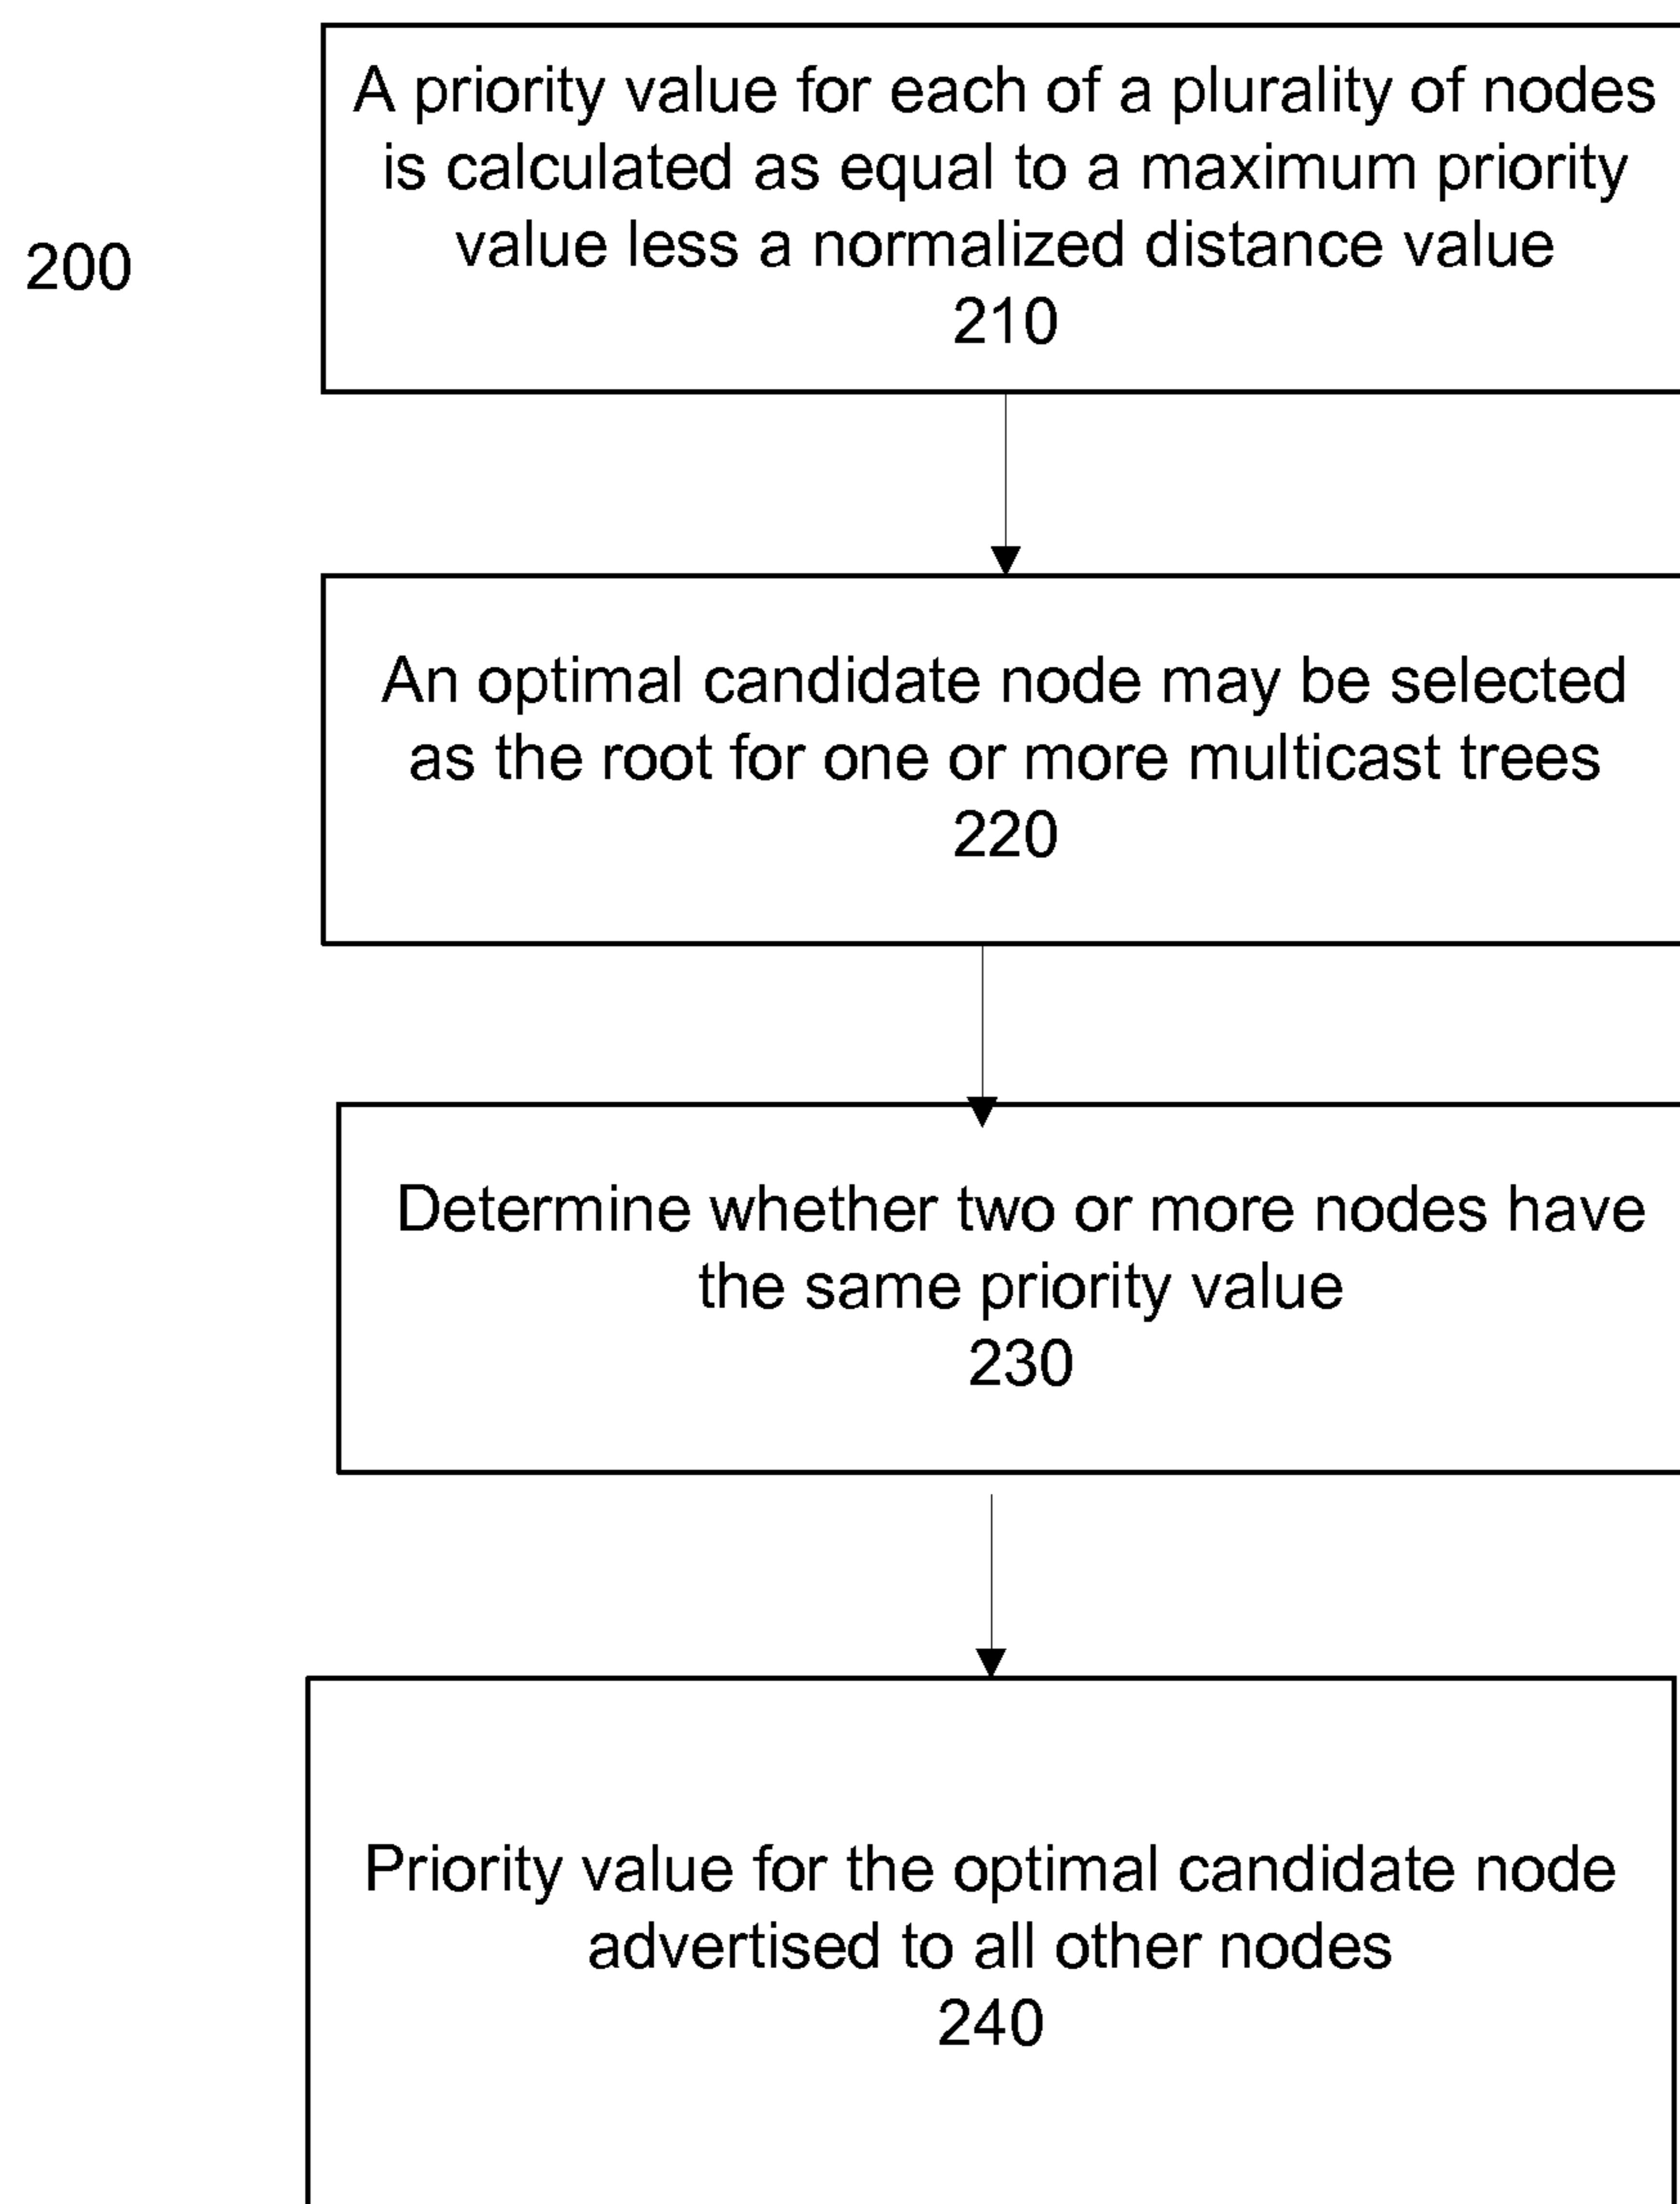 200
A priority value for each of a plurality of nodes
is calculated as equal to a maximum priority
value less a normalized distance value
210
An optimal candidate node may be selected
as the root for one or more multicast trees
220
Determine whether two or more nodes have
the same priority value
230
Priority value for the optimal candidate node
advertised to all other nodes
240